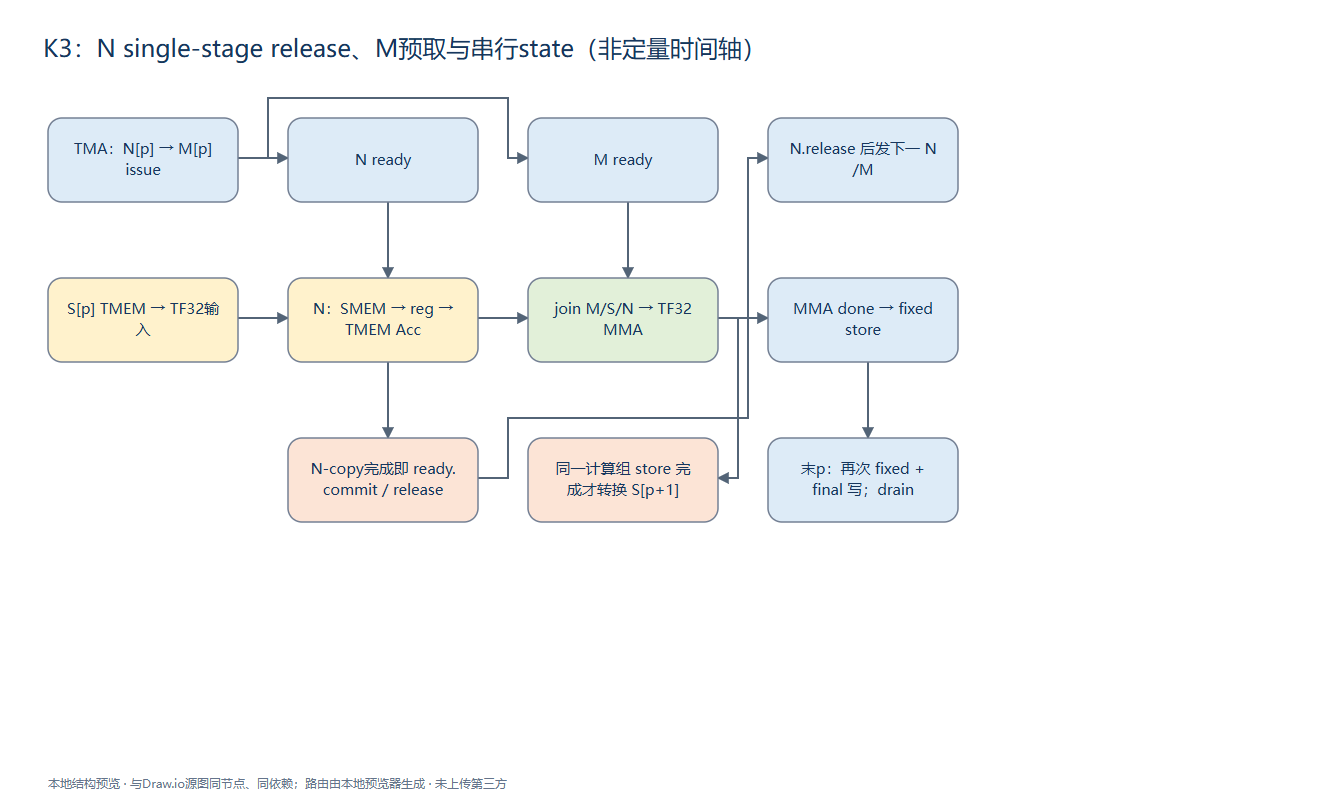 K3：N single-stage release、M预取与串行state（非定量时间轴）
TMA：N[p] → M[p]
issue
N ready
M ready
N.release 后发下一 N
/M
S[p] TMEM → TF32输
入
N：SMEM → reg →
TMEM Acc
join M/S/N → TF32
MMA
MMA done → fixed
store
N-copy完成即 ready.
commit / release
同一计算组 store 完
成才转换 S[p+1]
末p：再次 fixed +
final 写；drain
本地结构预览 · 与Draw.io源图同节点、同依赖；路由由本地预览器生成 · 未上传第三方